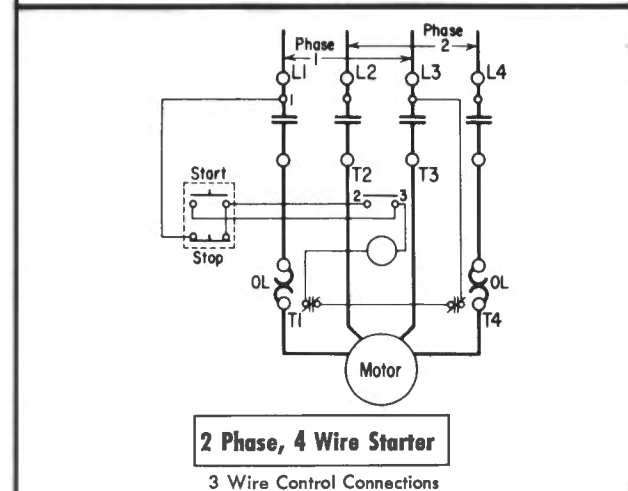 Phase
1
Phase
2
L1
L2
L3
L4
1
T2
T3
Start
2
3
Stop
OL
OL
T1
T4
Motor
2 Phase, 4 Wire Starter
3 Wire Control Connections